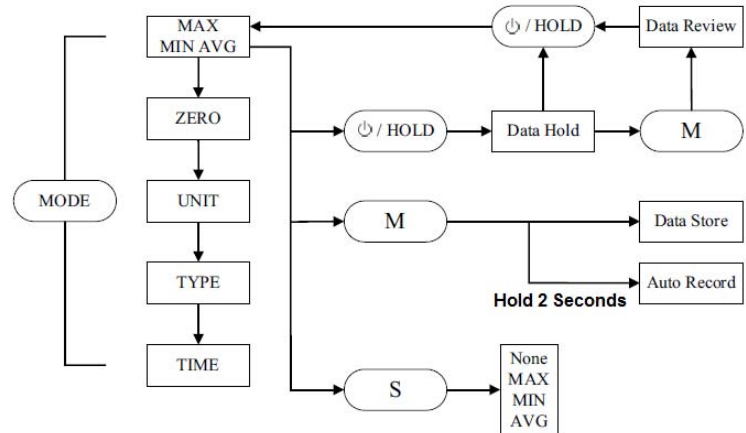 MAX
MIN AVG
⏻ / HOLD
Data Review
ZERO
⏻ / HOLD
Data Hold
M
MODE
UNIT
M
Data Store
TYPE
Auto Record
Hold 2 Seconds
TIME
S
None
MAX
MIN
AVG